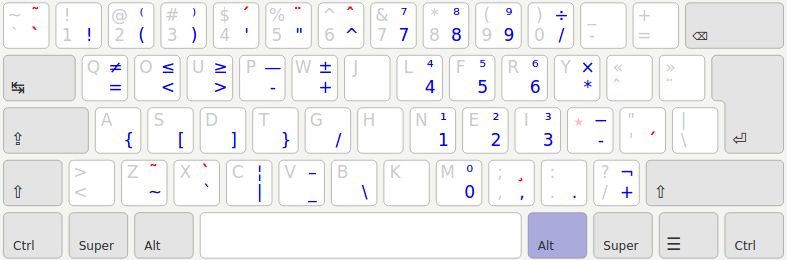 ~ ˜ ! @ ⁽ # ⁾ $ ´ % ¨ ^ ˆ & ⁷ * ⁸ ( ⁹ ) ÷ _ +
` ` 1 ! 2 ( 3 ) 4 ' 5 " 6 ^ 7 7 8 8 9 9 0 / - = ⌫
Q ≠ O ≤ U ≥ P — W ± J L ⁴ F ⁵ R ⁶ Y × « »
↹ = < > - + 4 5 6 * ˆ ¨
A S D T G H N ¹ E ² I ³ ★ − " |
⇪ { [ ] } / 1 2 3 - ' ´ \ ⏎
> Z ˜ X ` C ¦ V – B K M ⁰ ; ¸ : ? ¬
⇧ < ~ ` | _ \ 0 , , . . / + ⇧
Ctrl Super Alt Alt Super ☰ Ctrl